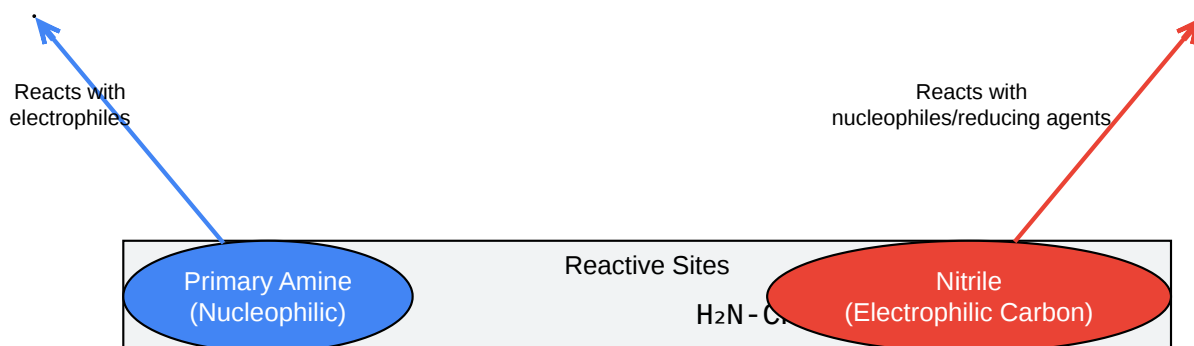 Reacts with
electrophiles
Reacts with
nucleophiles/reducing agents
Reactive Sites
Primary Amine
(Nucleophilic)
Nitrile
(Electrophilic Carbon)
H₂N-C